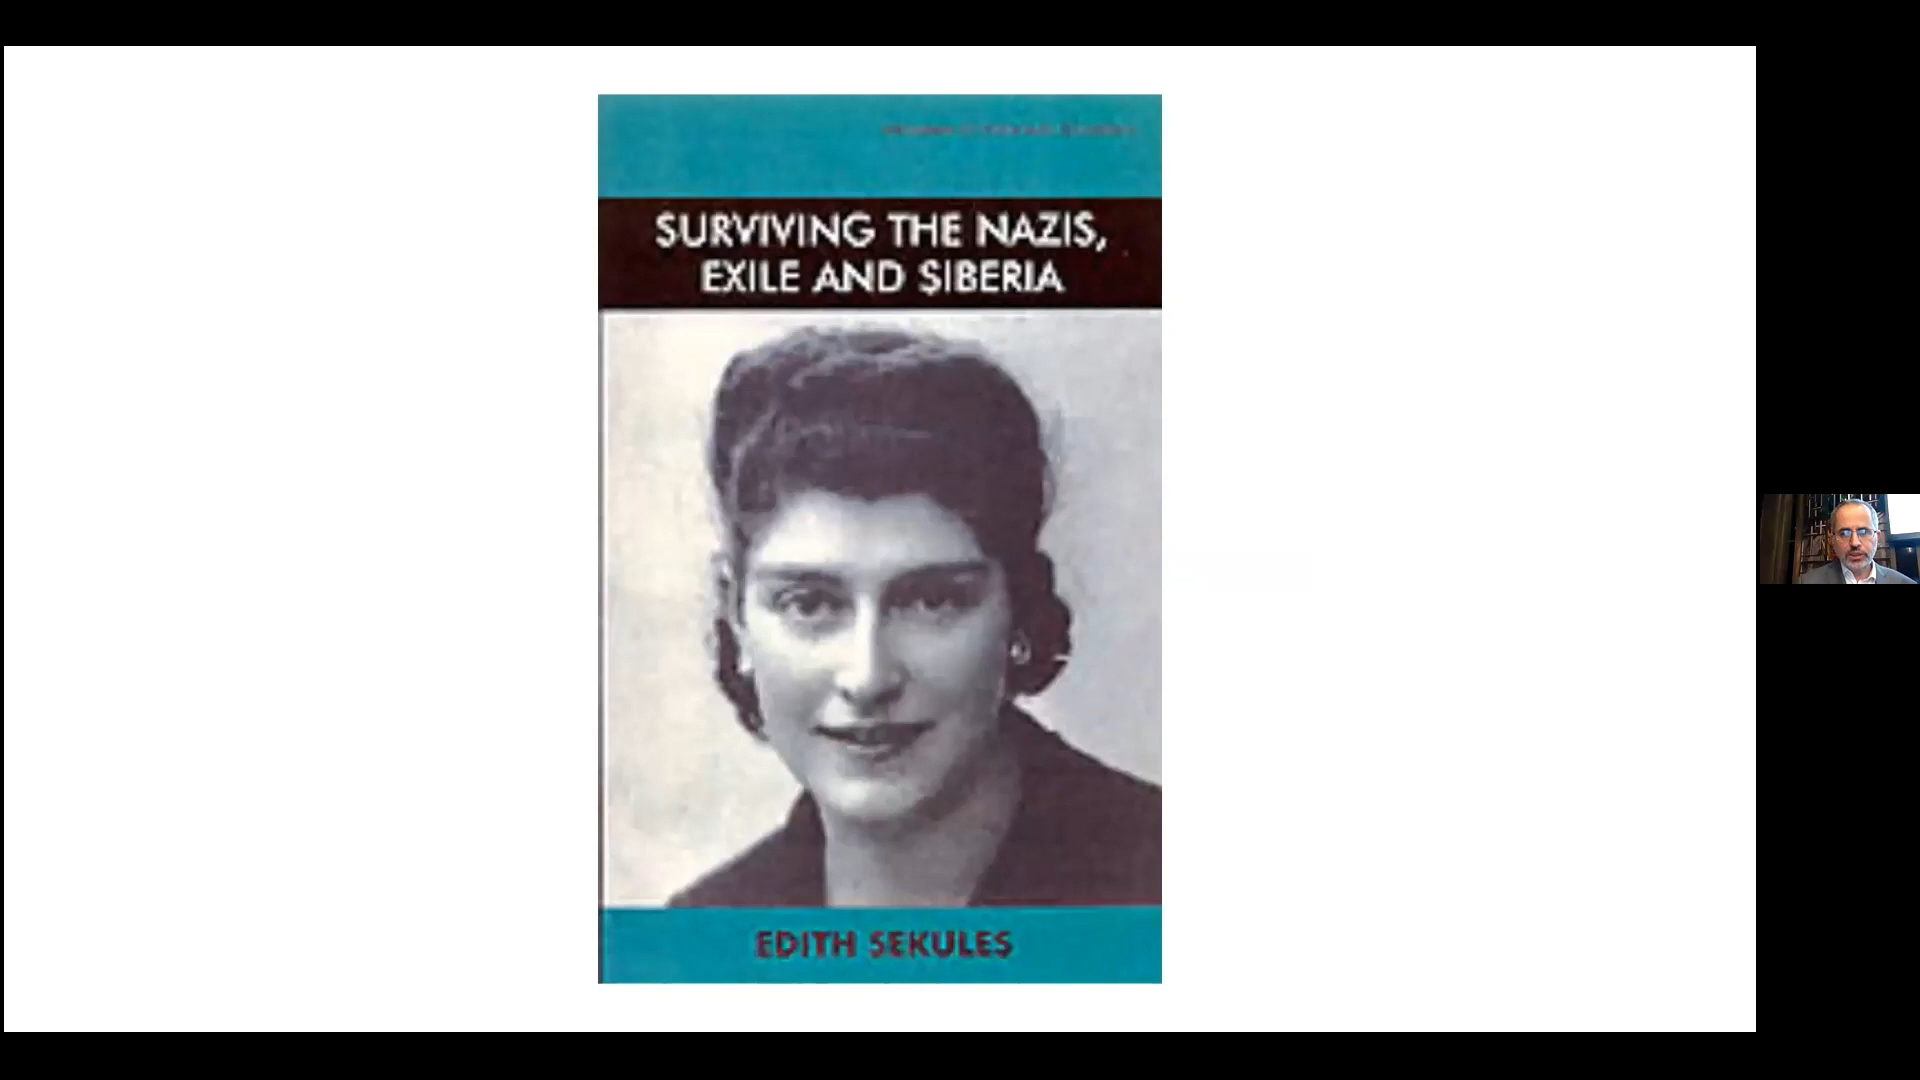 SURVIVING THE NAZIS,
EXILE AND SIBERIA
EDITH SEKULES